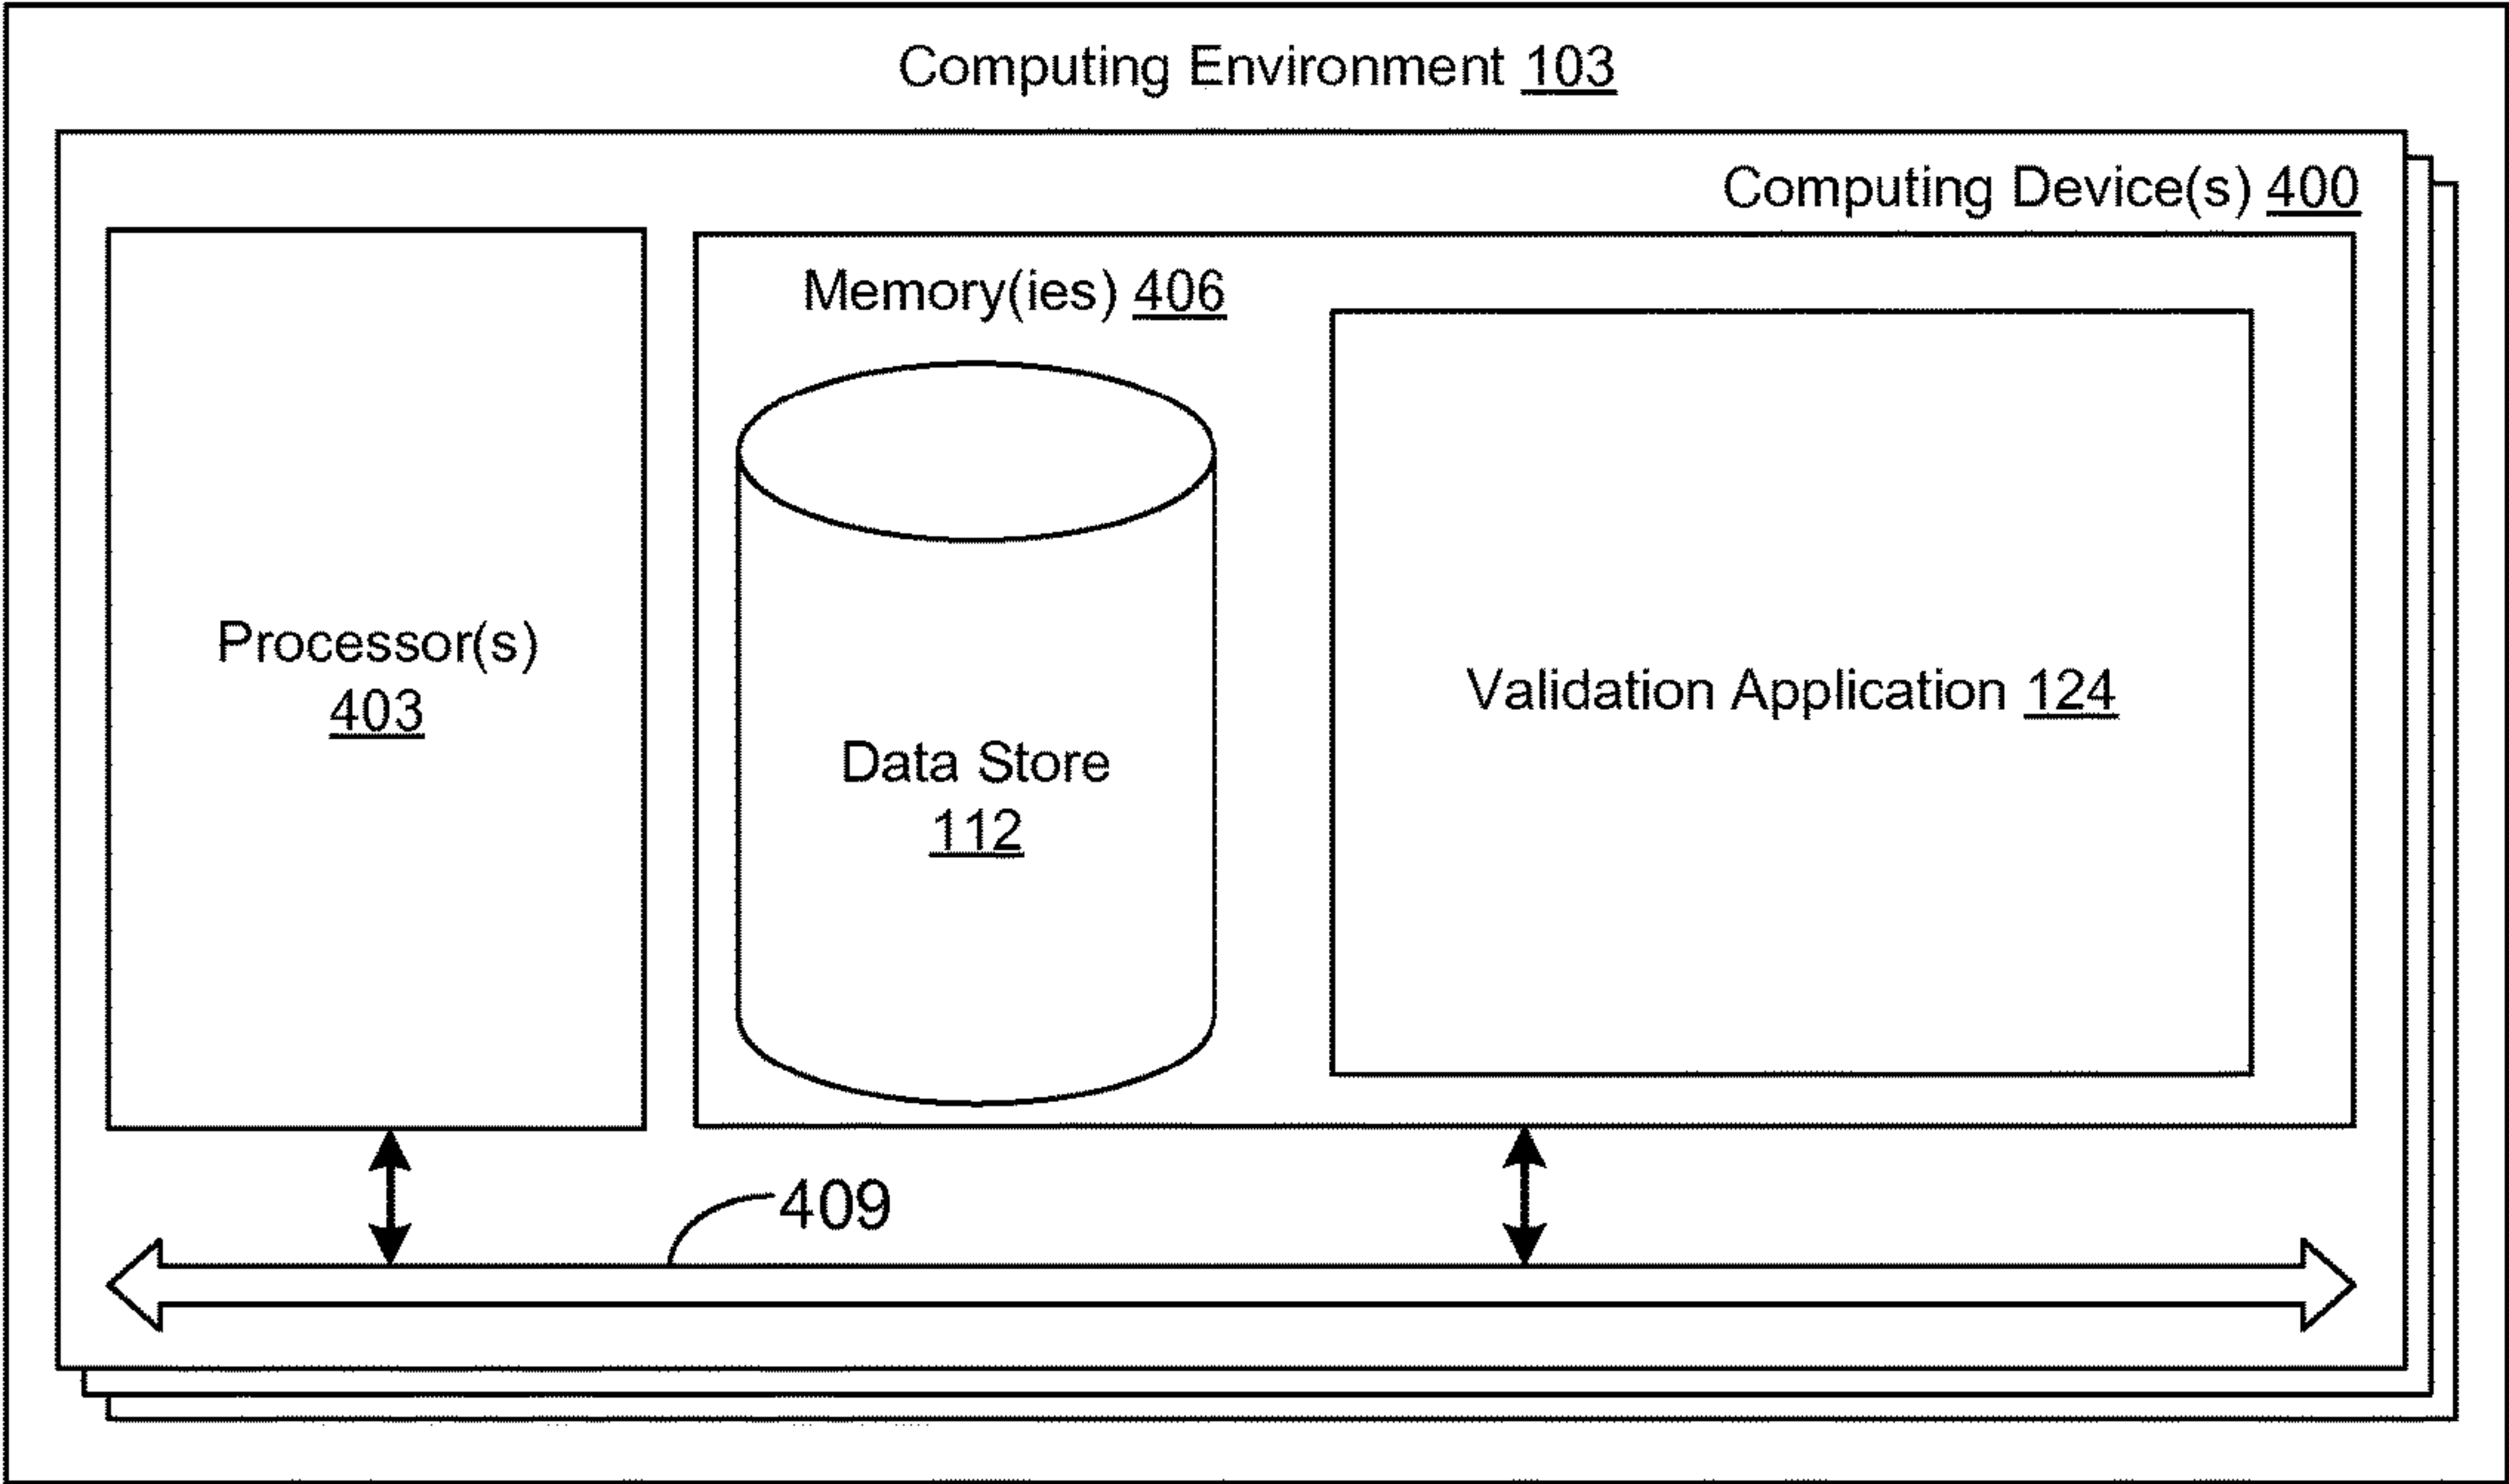 Computing Environment 103
Computing Device(s) 400
Memory(ies) 406
Processor(s)
403
Data Store
112
Validation Application 124
409